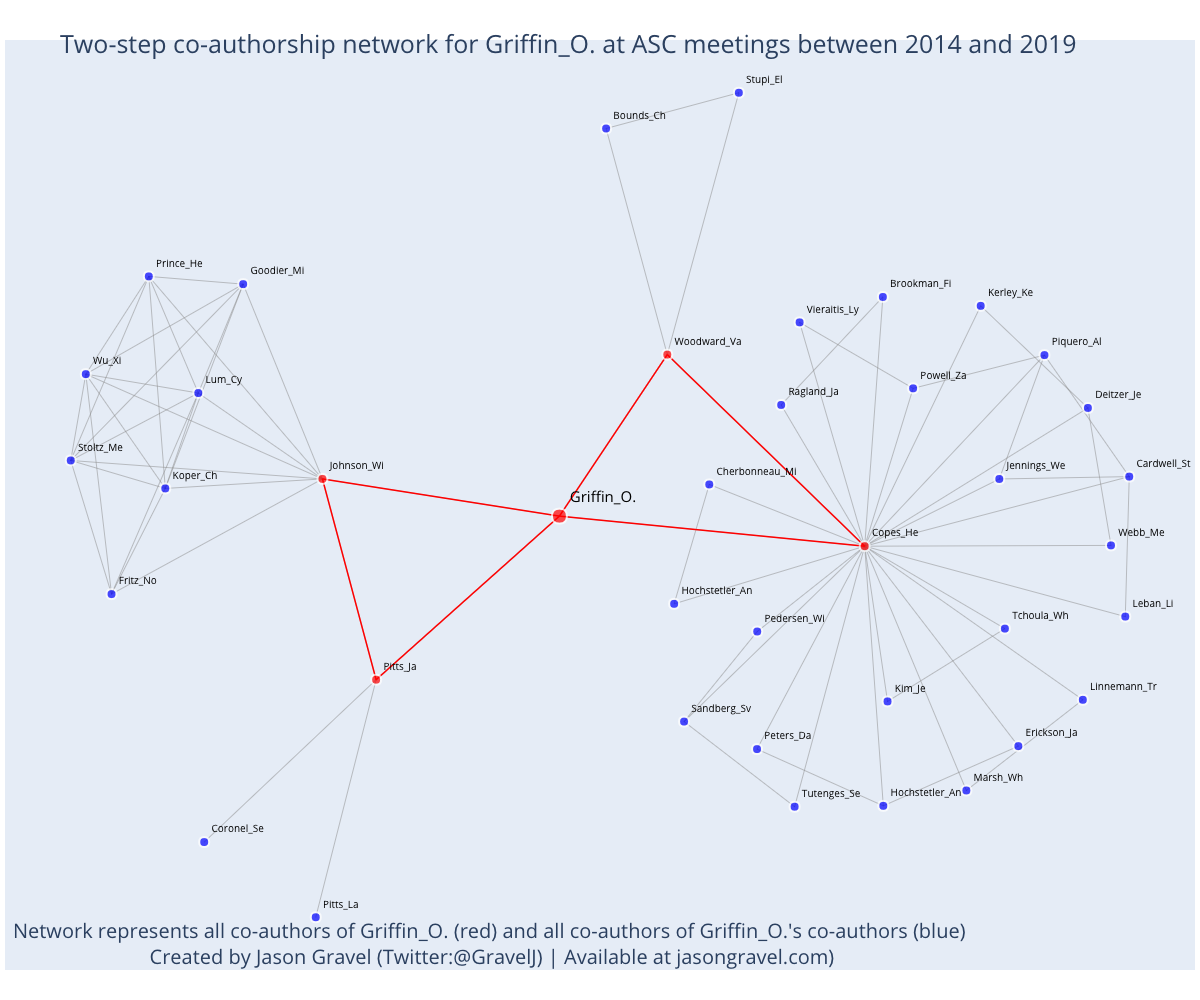 Two-step co-authorship network for Griffin_O. at ASC meetings between 2014 and 2019
Stupi_El
Bounds_Ch
Prince_He
Goodier_Mi
Brookman_Fi
Kerley_Ke
Vieraitis_Ly
Woodward_Va
Piquero_Al
Wu_Xi
Lum_Cy
Powell_Za
Ragland_Ja
Deitzer_Je
Stoltz_Me
Johnson_Wi
Koper_Ch
Cherbonneau_Mi
Jennings_We
Cardwell_St
Griffin_O.
Copes_He
Webb_Me
Fritz_No
Hochstetler_An
Leban_Li
Pedersen_Wi
Tchoula_Wh
Pitts_Ja
Kim_Je
Linnemann_Tr
Sandberg_Sv
Peters_Da
Erickson_Ja
Marsh_Wh
Tutenges_Se
Hochstetler_An
Coronel_Se
Pitts_La
Network represents all co-authors of Griffin_O. (red) and all co-authors of Griffin_O.'s co-authors (blue)
Created by Jason Gravel (Twitter:@GravelJ) | Available at jasongravel.com)